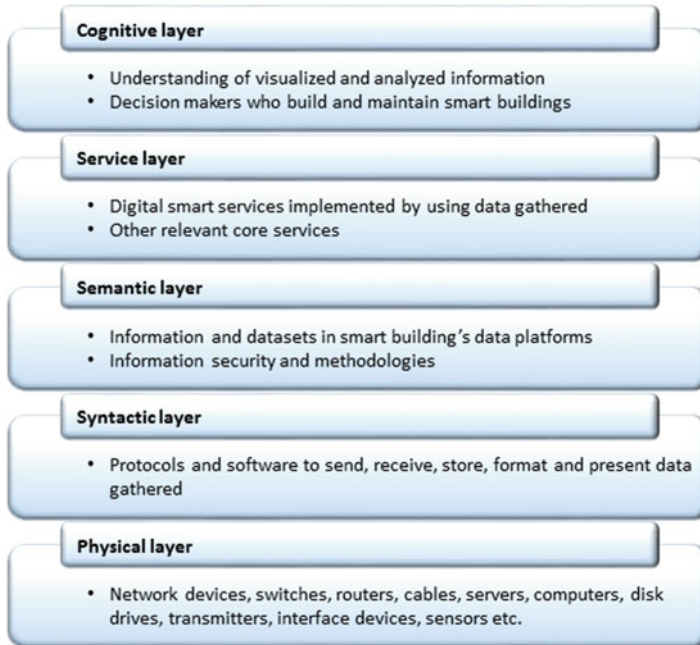 Cognitive layer
• Understanding of visualized and analyzed information
• Decision makers who build and maintain smart buildings
Service layer
• Digital smart services implemented by using data gathered
• Other relevant core services
Semantic layer
• Information and datasets in smart building's data platforms
• Information security and methodologies
Syntactic layer
• Protocols and software to send, receive, store, format and present data
gathered
Physical layer
• Network devices, switches, routers, cables, servers, computers, disk
drives, transmitters, interface devices, sensors etc.